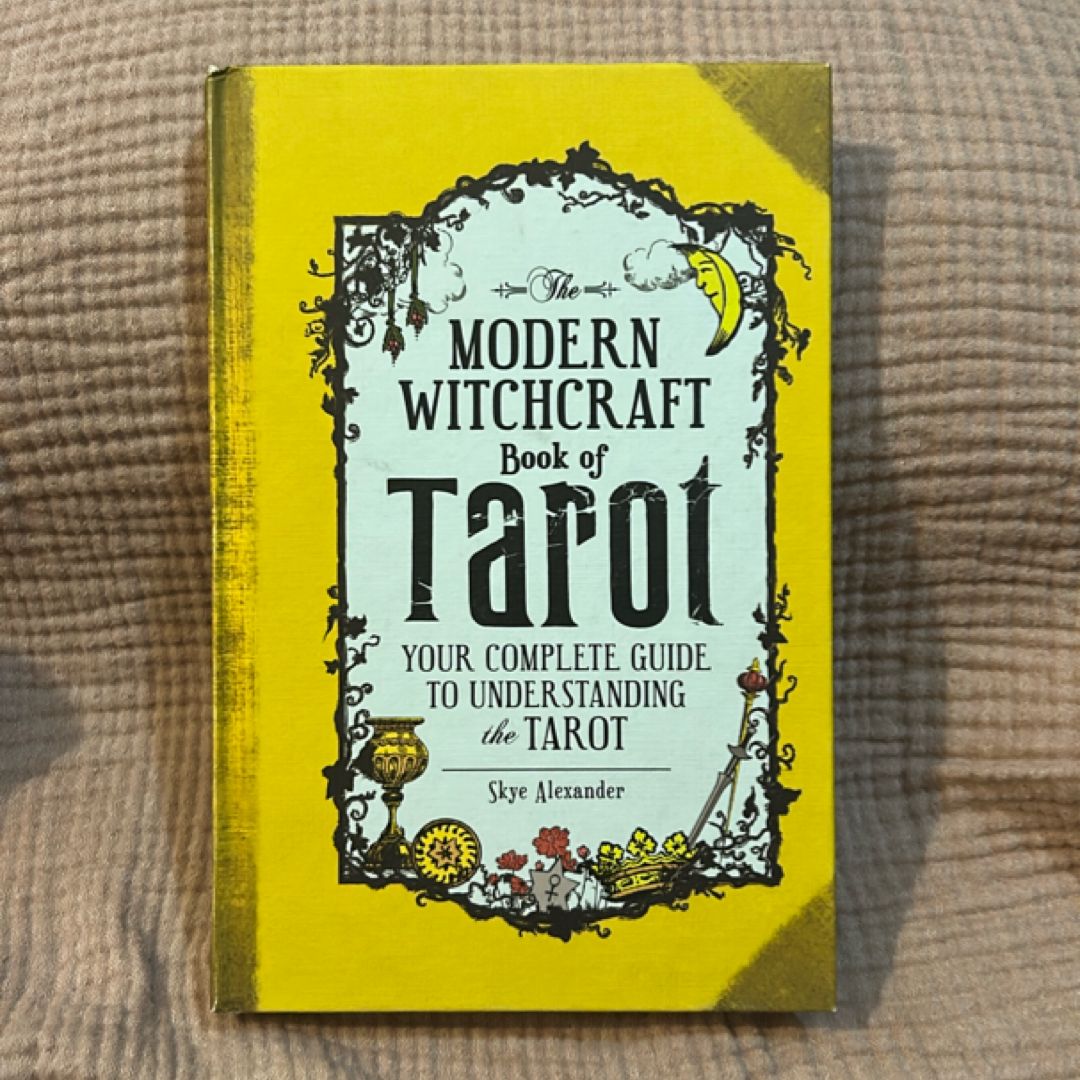 The
MODERN
WITCHCRAFT
Book of
Tarot
YOUR COMPLETE GUIDE
TO UNDERSTANDING
the TAROT
Skye Alexander